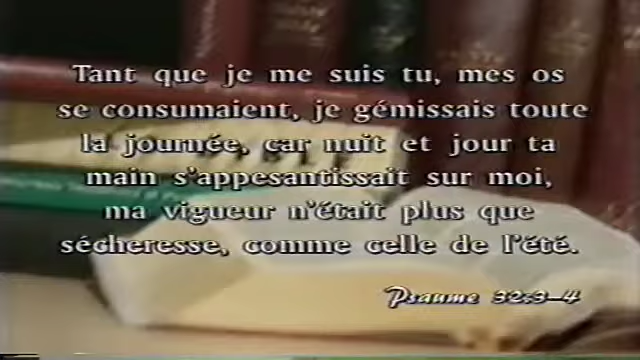 Tant que je me suis tu, mes os
se consumaient, je gémissais toute
la journée, car nuit et jour ta
main s'appesantissait sur moi,
ma vigueur n'était plus que
sécheresse, comme celle de l'été.
Psaume 32:3-4